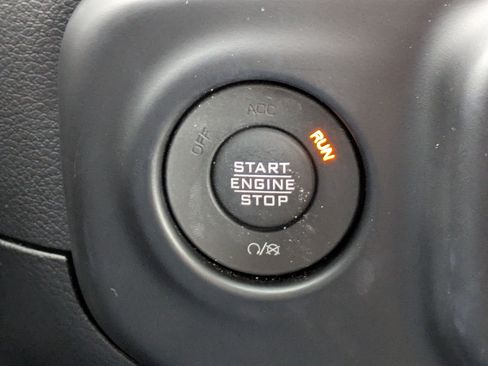 ACC
OFF
RUN
START
ENGINE
STOP